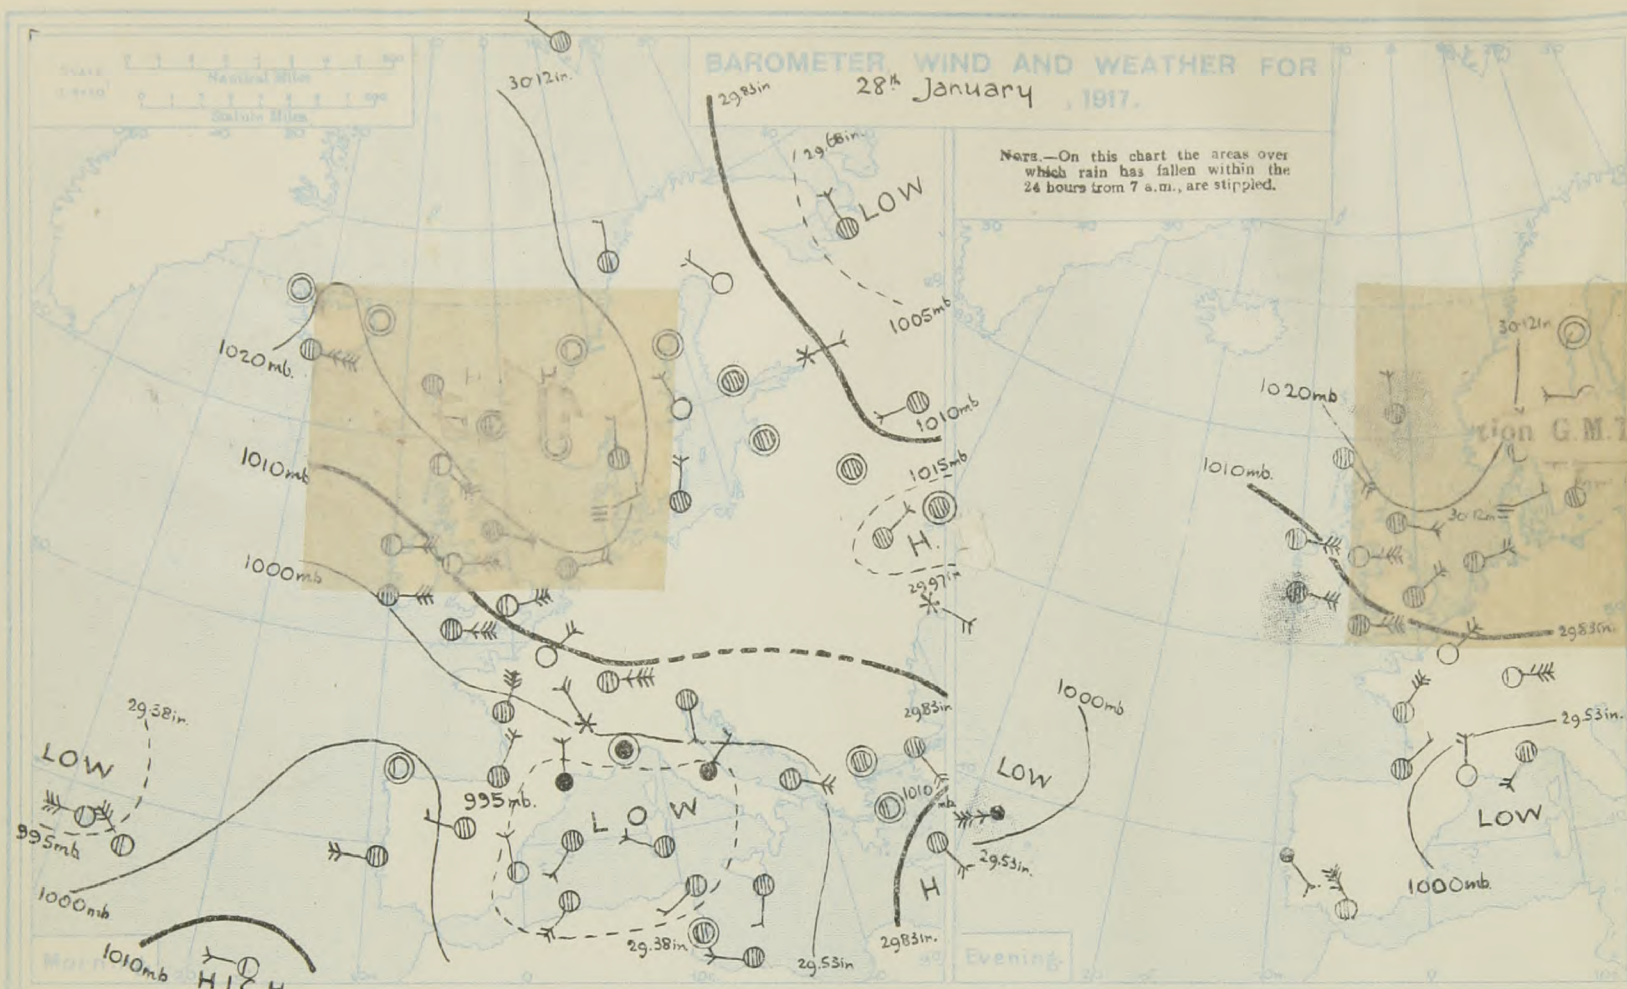 Nautical Miles
Statute Miles
BAROMETER, WIND AND WEATHER FOR
28th January , 1917.
NOTE.—On this chart the areas over
which rain has fallen within the
24 hours from 7 a.m., are stippled.
30·12in.
29.83in
29.68in.
LOW
1005mb
1020mb.
1010mb
1015mb
H.
29.97in
1010mb
1000mb
29.83in
29.38in.
LOW
995mb
1000mb
1010mb
HIGH
995mb.
LOW
29.38in
29.53in
1010mb.
H
29.83in.
Morn
30·12in
1020mb
tion G.M.T
1010mb.
30·12in
29.83in.
1000mb
29.53in.
LOW
29.53in.
LOW
1000mb.
Evening.